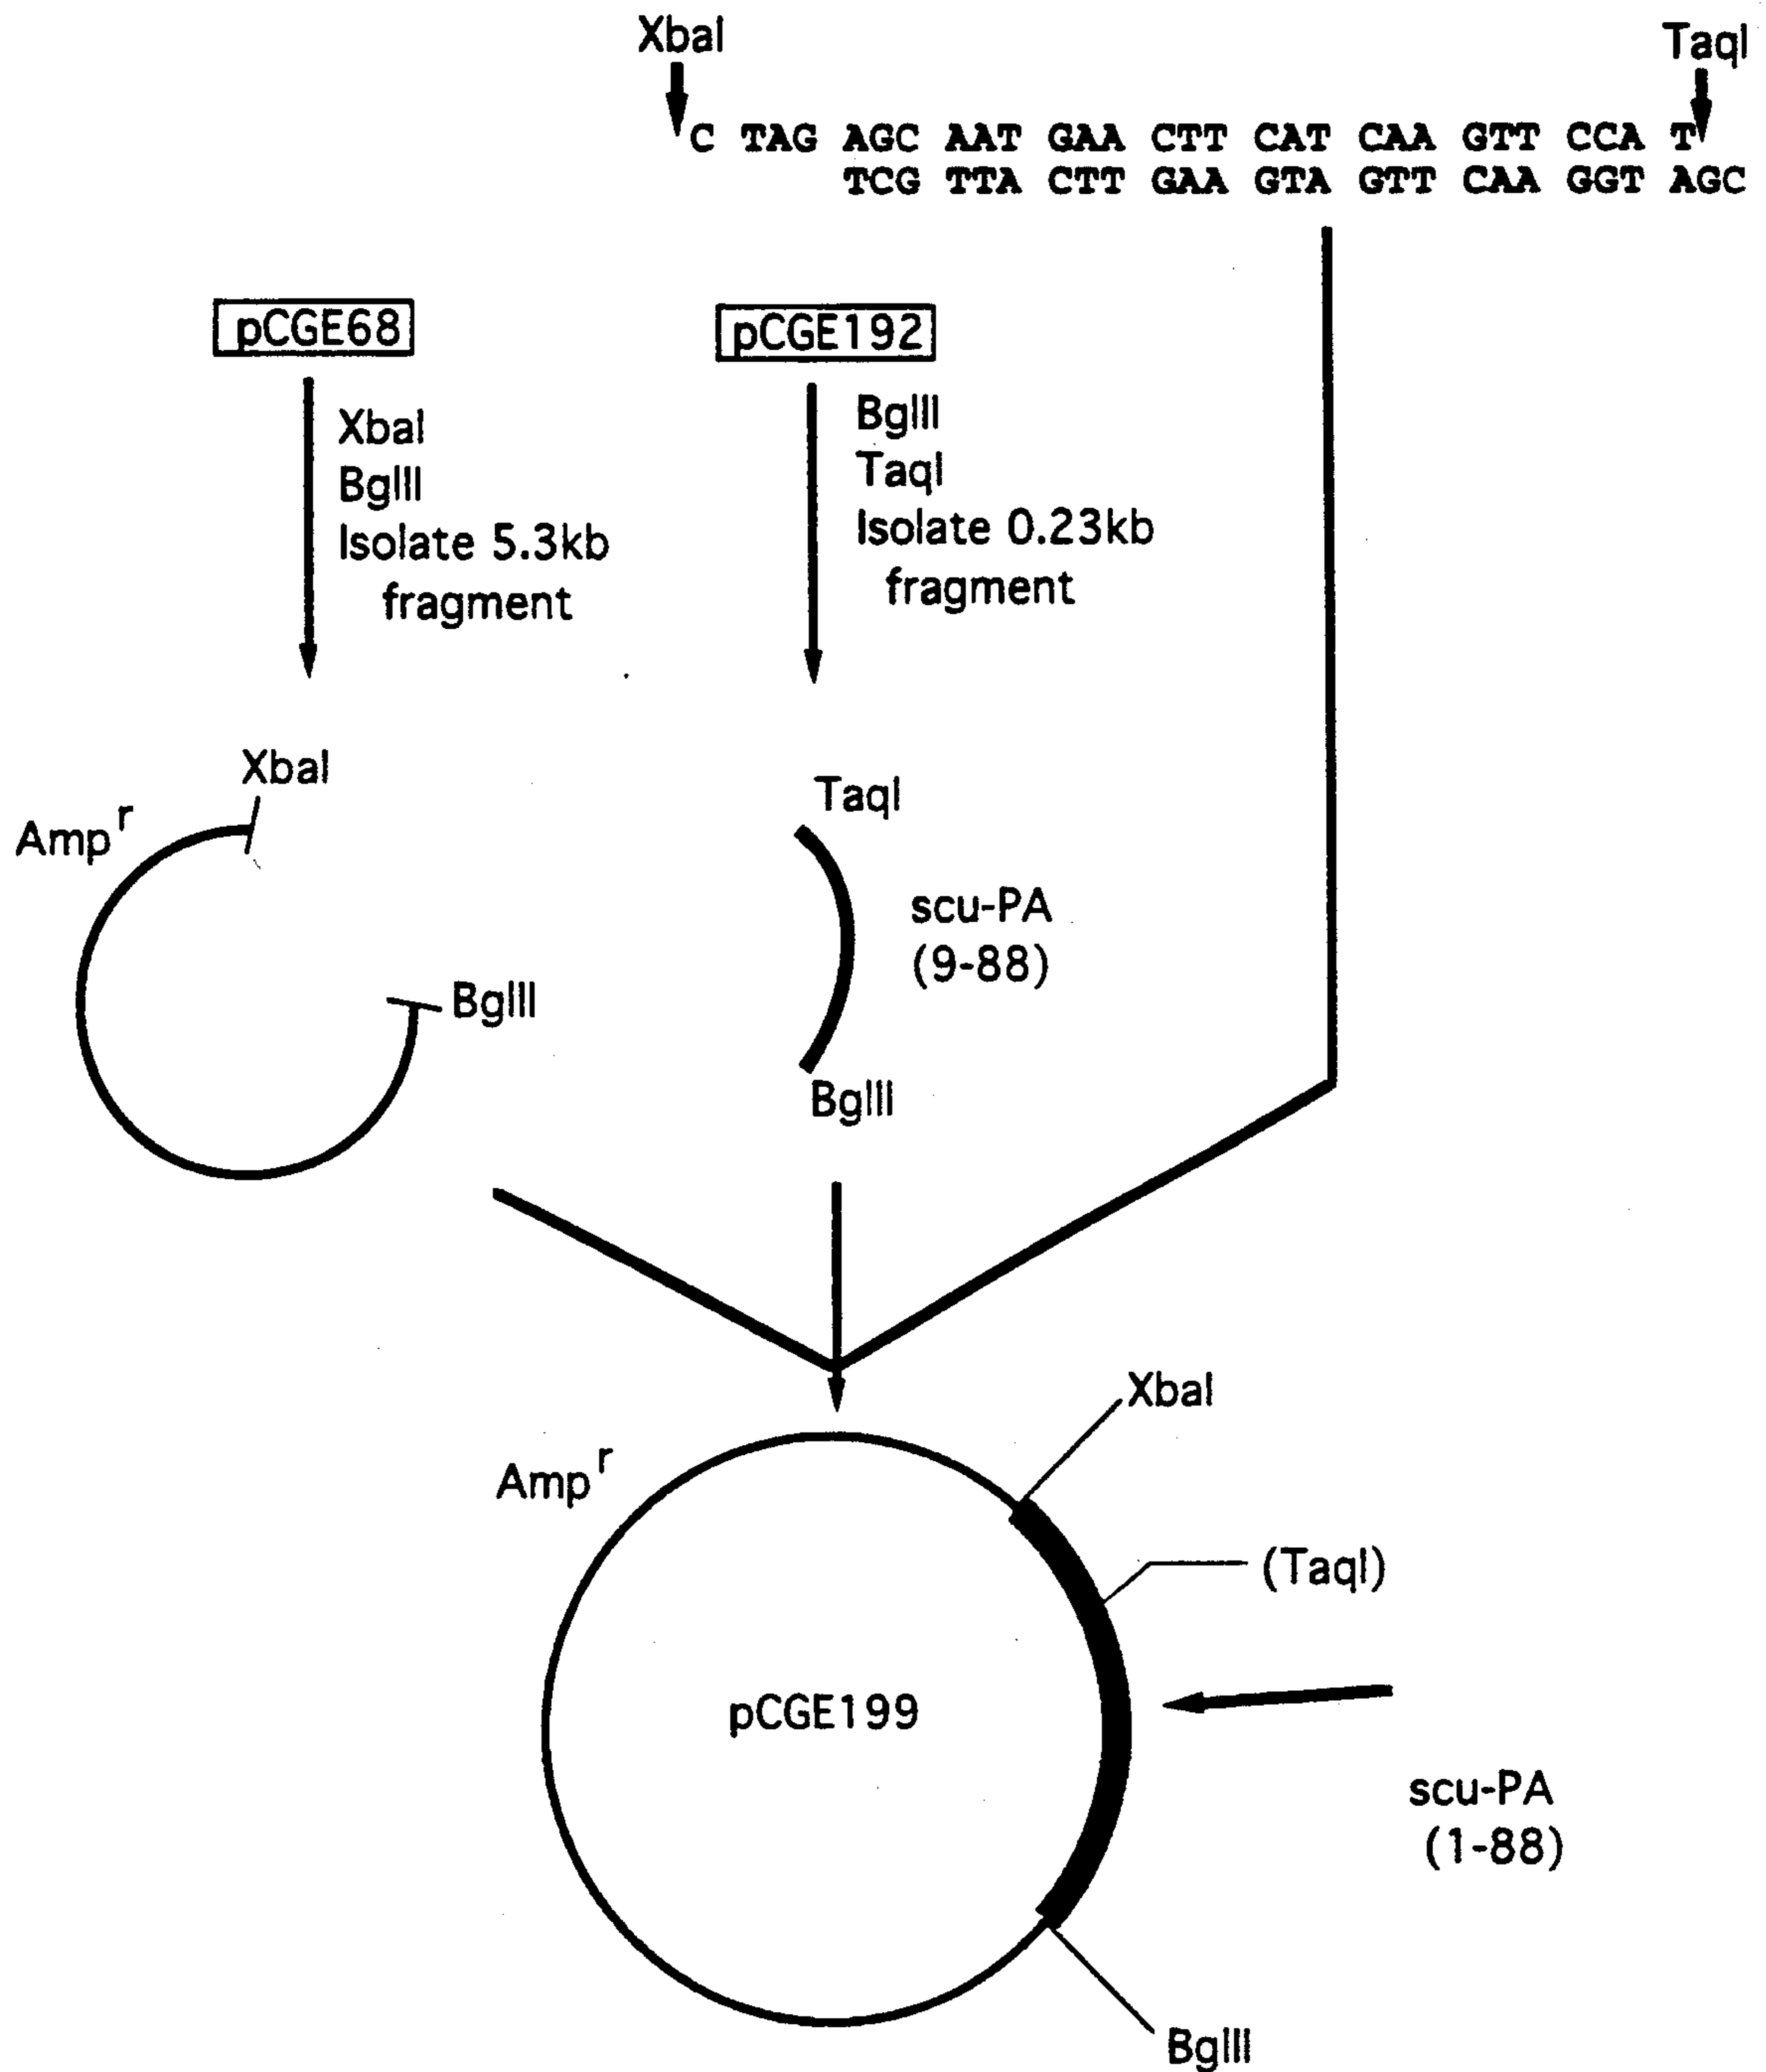 XbaI
TaqI
C TAG AGC AAT GAA CTT CAT CAA GTT CCA T
TCG TTA CTT GAA GTA GTT CAA GGT AGC
pCGE68
XbaI
BglII
Isolate 5.3kb
fragment
pCGE192
BglII
TaqI
Isolate 0.23kb
fragment
XbaI
Amp r
BglII
TaqI
scu-PA
(9-88)
BglII
XbaI
Amp r
(TaqI)
pCGE199
scu-PA
(1-88)
BglII